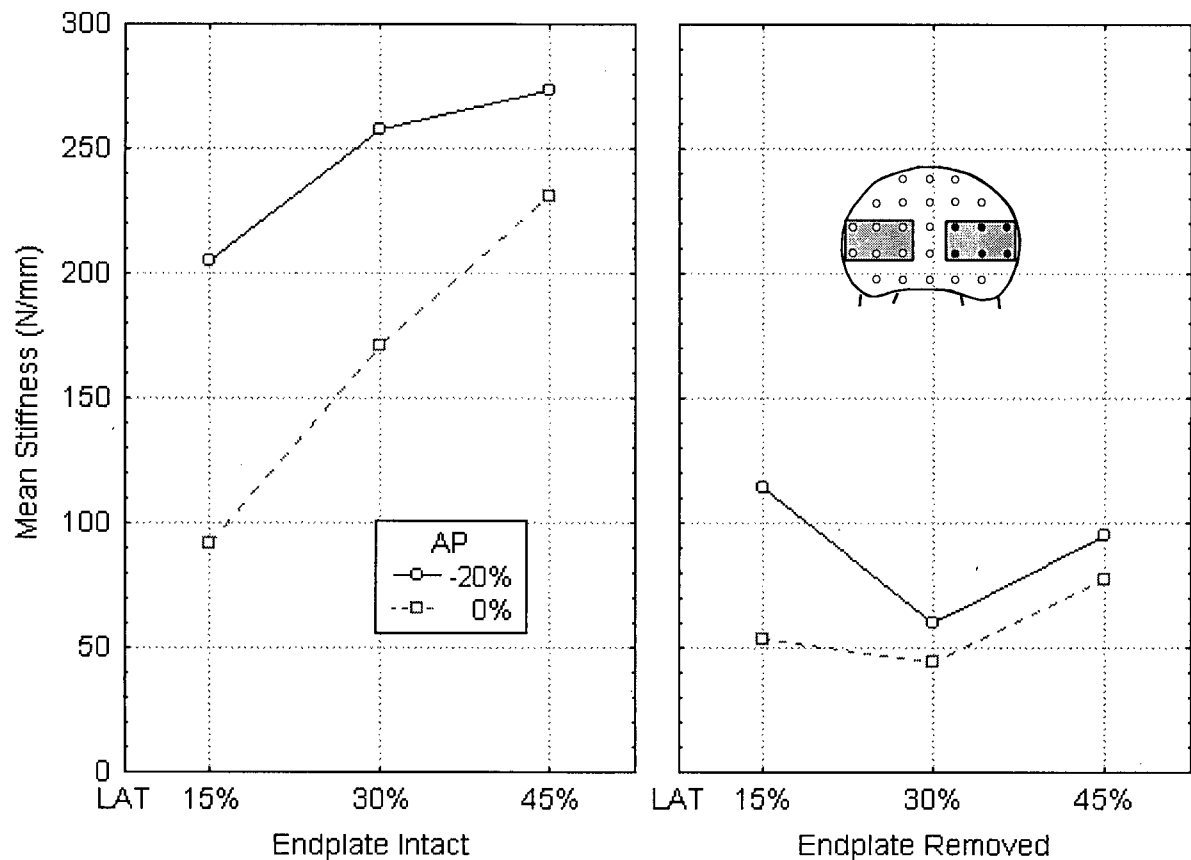 300
250
200
150
100
50
0
Mean Stiffness (N/mm)
AP
-20%
0%
LAT 15% 30% 45%
Endplate Intact
LAT 15% 30% 45%
Endplate Removed